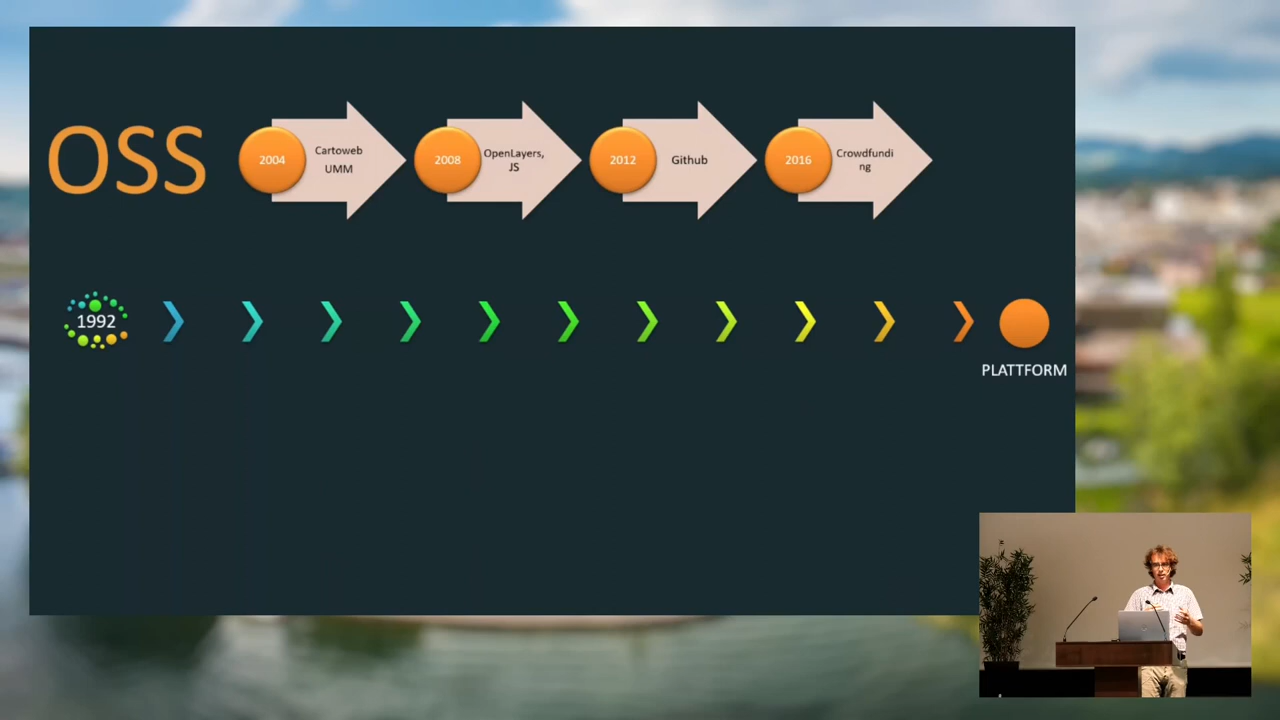 OSS
2004
Cartoweb
UMM
2008
OpenLayers,
JS
2012
Github
2016
Crowdfundi
ng
1992
PLATTFORM